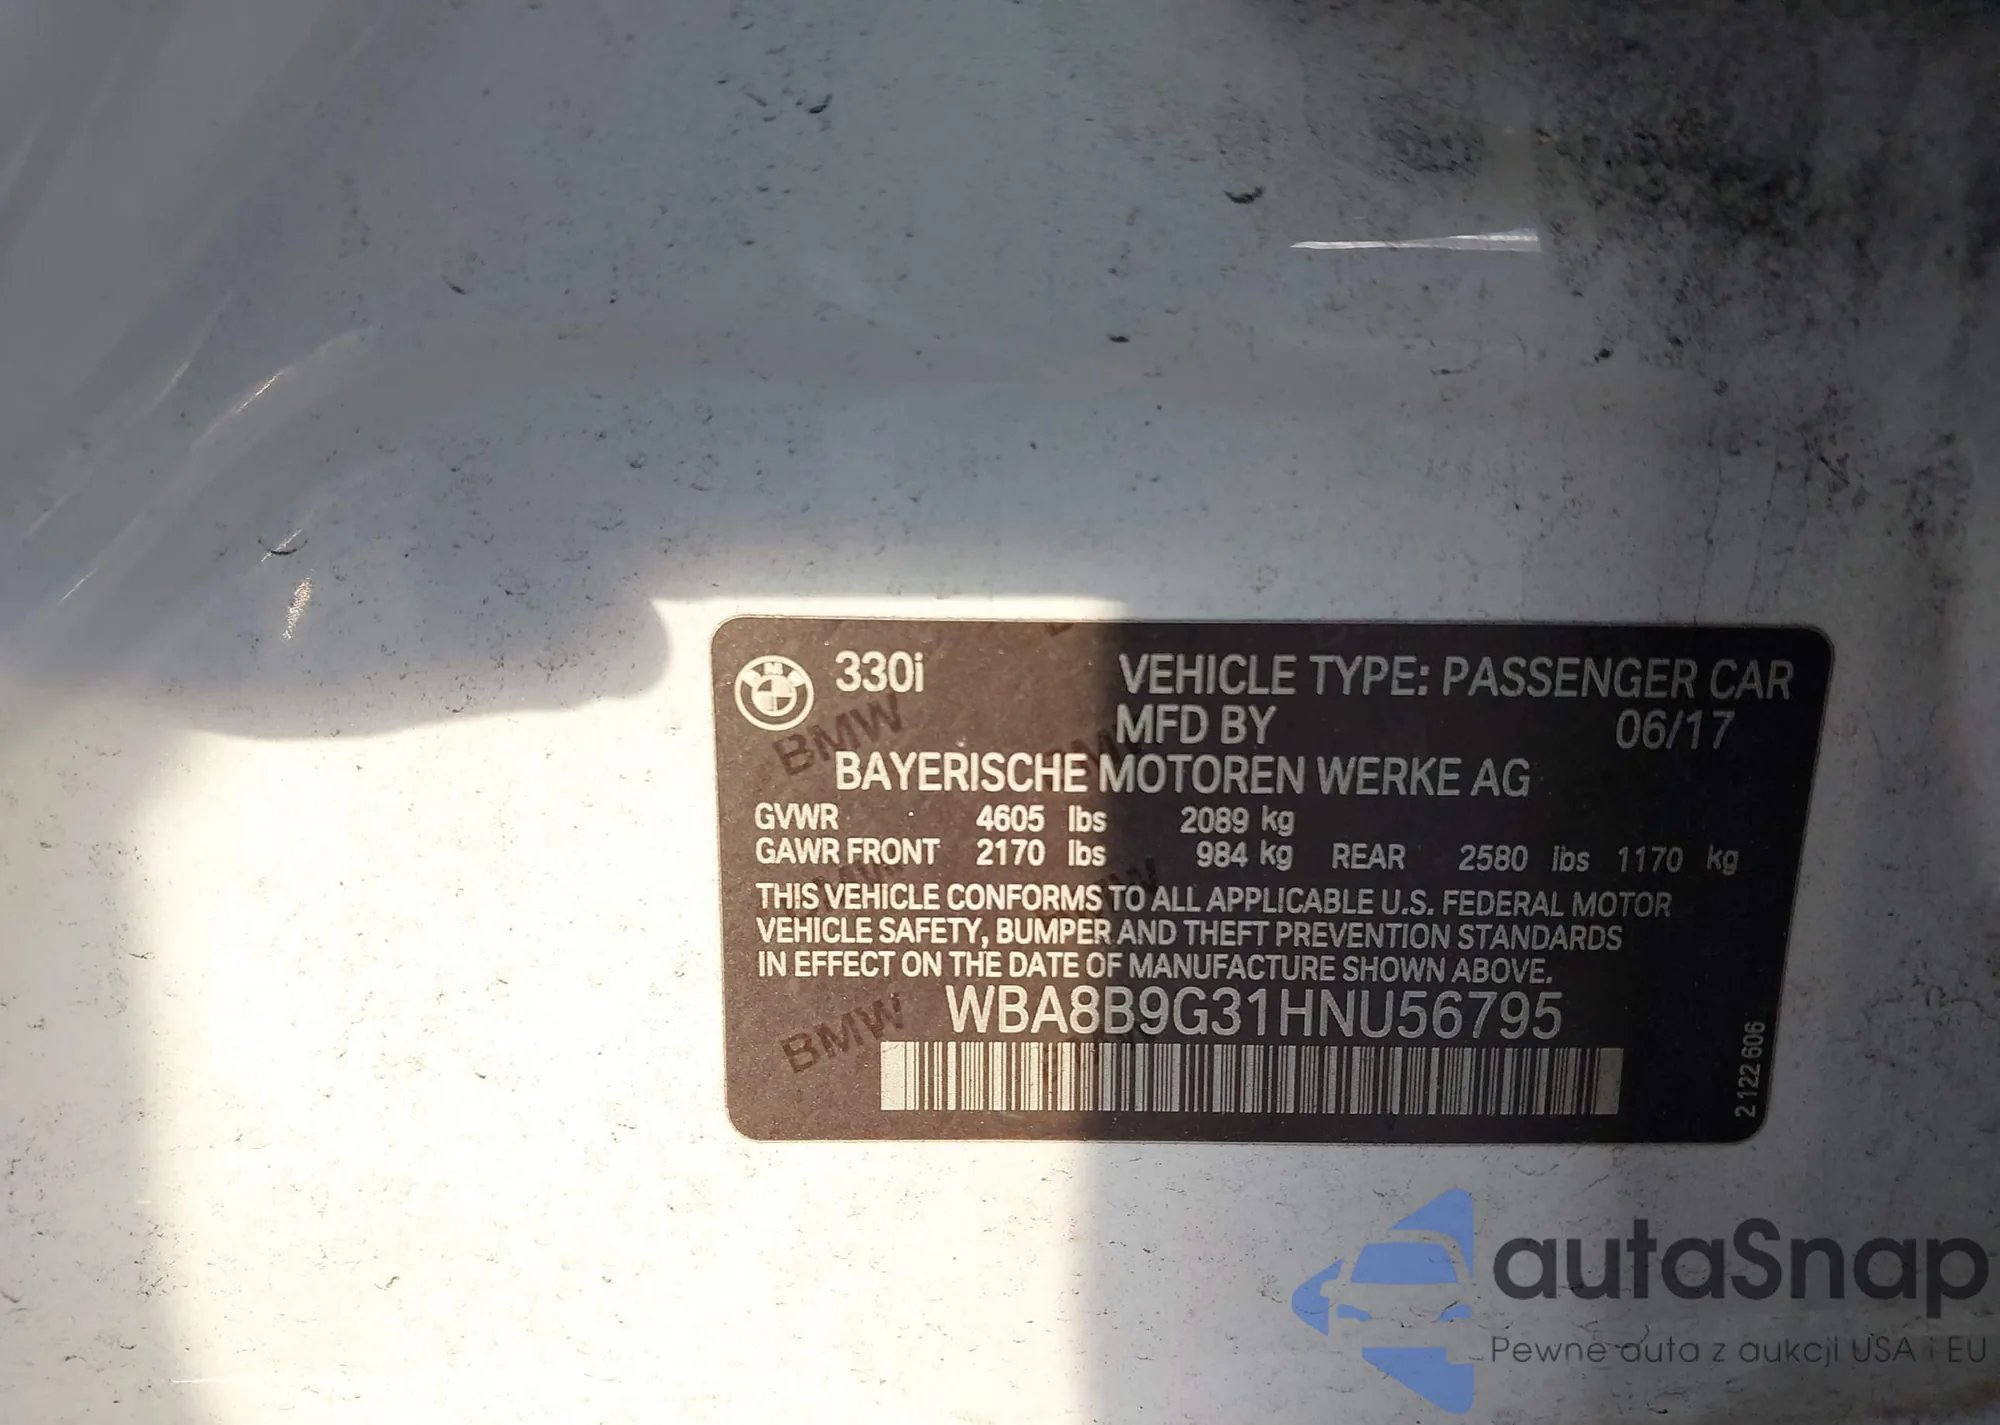 330i VEHICLE TYPE: PASSENGER CAR
MFD BY 06/17
BAYERISCHE MOTOREN WERKE AG
GVWR 4605 lbs 2089 kg
GAWR FRONT 2170 lbs 984 kg REAR 2580 lbs 1170 kg
THIS VEHICLE CONFORMS TO ALL APPLICABLE U.S. FEDERAL MOTOR
VEHICLE SAFETY, BUMPER AND THEFT PREVENTION STANDARDS
IN EFFECT ON THE DATE OF MANUFACTURE SHOWN ABOVE.
WBA8B9G31HNU56795
2 122 606
BMW
BMW
autaSnap
Pewne auta z aukcji USA i EU